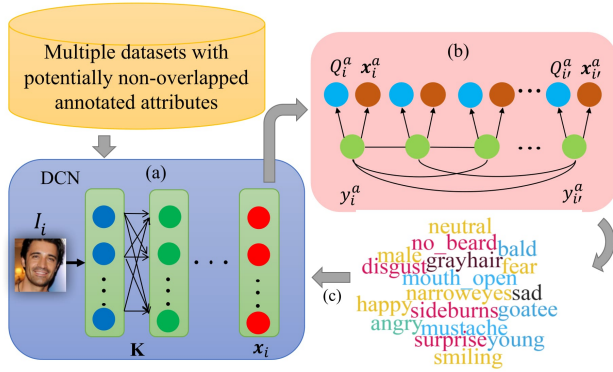 Multiple datasets with
potentially non-overlapped
annotated attributes
(a)
DCN
I_i
K
x_i
(b)
Q_i^a x_i^a Q_{i'}^a x_{i'}^a
y_i^a y_{i'}^a
(c)
neutral
no_beard
bald
male
grayhair
disgust
fear
mouth_open
narroweyes
sad
happy
sideburns
goatee
angry
mustache
surprise
young
smiling